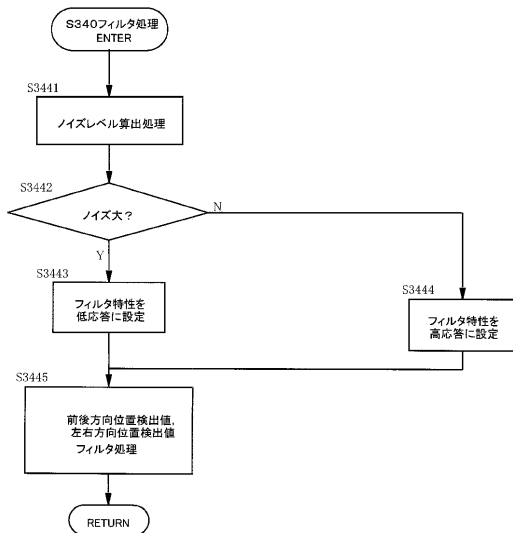 S340フィルタ処理
ENTER
S3441
ノイズレベル算出処理
S3442
ノイズ大?
N
Y
S3443
フィルタ特性を
低応答に設定
S3444
フィルタ特性を
高応答に設定
S3445
前後方向位置検出値,
左右方向位置検出値
フィルタ処理
RETURN